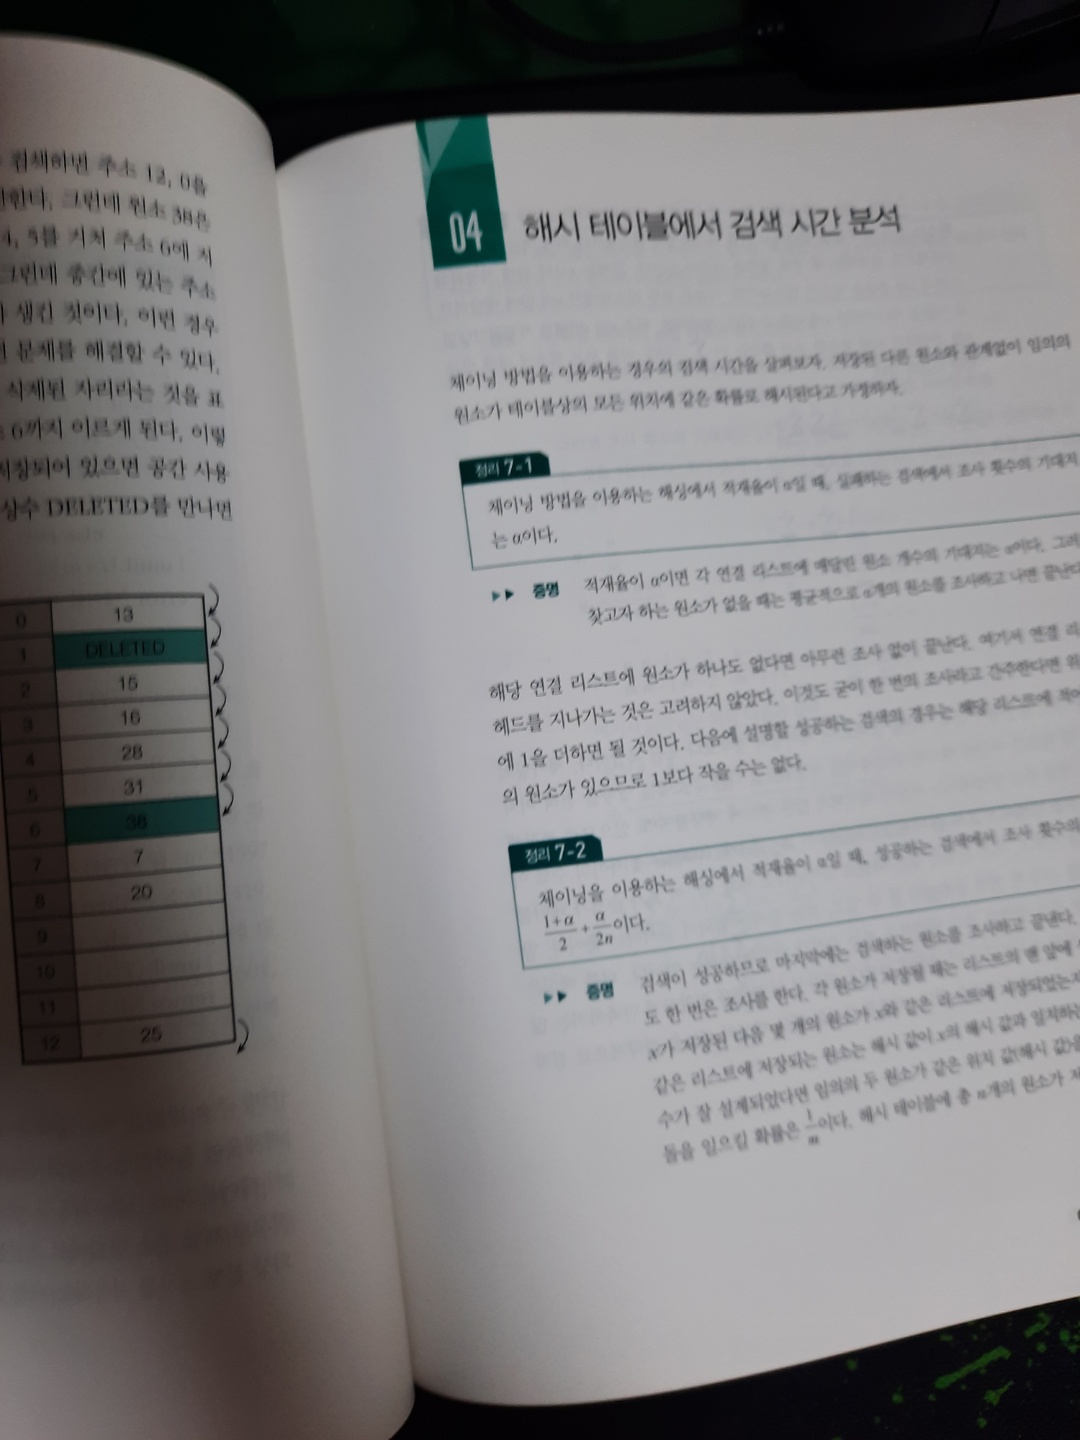 검색하면 주소 12, 0을
그런데 원소 38은
4, 5를 거쳐 주소 6에 저
그런데 중간에 있는 주소
생긴 것이다. 이런 경우
문제를 해결할 수 있다.
삭제된 자리라는 것을 표
6까지 이르게 된다. 이렇
저장되어 있으면 공간 사용
상수 DELETED를 만나면
0 13
1 DELETED
2 15
3 16
4 28
5 31
6 38
7 7
8 20
9
10
11
12 25
04 해시 테이블에서 검색 시간 분석
체이닝 방법을 이용하는 경우의 검색 시간을 살펴보자. 저장된 다른 원소와 관계없이 임의의
원소가 테이블상의 모든 위치에 같은 확률로 해시된다고 가정하자.
정리 7-1
체이닝 방법을 이용하는 해싱에서 적재율이 α일 때, 실패하는 검색에서 조사 횟수의 기대치
는 α이다.
▶▶ 증명 적재율이 α이면 각 연결 리스트에 매달린 원소 개수의 기대치는 α이다. 그러
찾고자 하는 원소가 없을 때는 평균적으로 α개의 원소를 조사하고 나면 끝난다
해당 연결 리스트에 원소가 하나도 없다면 아무런 조사 없이 끝난다. 여기서 연결 리
헤드를 지나가는 것은 고려하지 않았다. 이것도 굳이 한 번의 조사라고 간주한다면 위
에 1을 더하면 될 것이다. 다음에 설명할 성공하는 검색의 경우는 해당 리스트에 적어
의 원소가 있으므로 1보다 작을 수는 없다.
정리 7-2
체이닝을 이용하는 해싱에서 적재율이 α일 때, 성공하는 검색에서 조사 횟수의
(1+α)/2 + α/2n이다.
▶▶ 증명 검색이 성공하므로 마지막에는 검색하는 원소를 조사하고 끝낸다.
도 한 번은 조사를 한다. 각 원소가 저장될 때는 리스트의 맨 앞에
x가 저장된 다음 몇 개의 원소가 x와 같은 리스트에 저장되었는지
같은 리스트에 저장되는 원소는 해시 값이 x의 해시 값과 일치하는
수가 잘 설계되었다면 임의의 두 원소가 같은 위치 값(해시 값)을
돌을 일으킬 확률은 1/m이다. 해시 테이블에 총 n개의 원소가 저